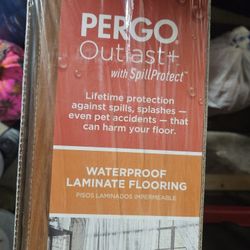 PERGO
Outlast+
with SpillProtect™
Lifetime protection
against spills, splashes —
even pet accidents — that
can harm your floor.
WATERPROOF
LAMINATE FLOORING
PISOS LAMINADOS IMPERMEABLE